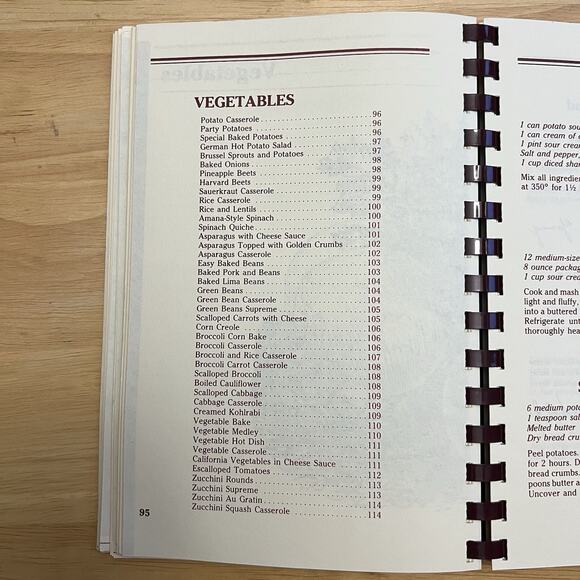 VEGETABLES
Potato Casserole 96
Party Potatoes 96
Special Baked Potatoes 96
German Hot Potato Salad 97
Brussel Sprouts and Potatoes 97
Baked Onions 98
Pineapple Beets 98
Harvard Beets 99
Sauerkraut Casserole 99
Rice Casserole 99
Rice and Lentils 100
Amana-Style Spinach 100
Spinach Quiche 101
Asparagus with Cheese Sauce 101
Asparagus Topped with Golden Crumbs 102
Asparagus Casserole 102
Easy Baked Beans 103
Baked Pork and Beans 103
Baked Lima Beans 104
Green Beans 104
Green Bean Casserole 104
Green Beans Supreme 105
Scalloped Carrots with Cheese 105
Corn Creole 106
Broccoli Corn Bake 106
Broccoli Casserole 106
Broccoli and Rice Casserole 107
Broccoli Carrot Casserole 108
Scalloped Broccoli 108
Boiled Cauliflower 108
Scalloped Cabbage 109
Cabbage Casserole 109
Creamed Kohlrabi 109
Vegetable Bake 110
Vegetable Medley 110
Vegetable Hot Dish 111
Vegetable Casserole 111
California Vegetables in Cheese Sauce 111
Escalloped Tomatoes 112
Zucchini Rounds 113
Zucchini Supreme 113
Zucchini Au Gratin 114
Zucchini Squash Casserole 114
95
1 can potato sou
1 can cream of
1 pint sour crean
Salt and pepper,
1 cup diced
Mix all ingredien
at 350° for 1½
12 medium-size
8 ounce packag
1 cup sour crea
Cook and mash
light and fluffy,
into a buttered
Refrigerate unt
thoroughly hea
S
6 medium pota
1 teaspoon sal
Melted butter
Dry bread cru
Peel potatoes.
for 2 hours. D
bread crumbs.
poons butter a
Uncover and